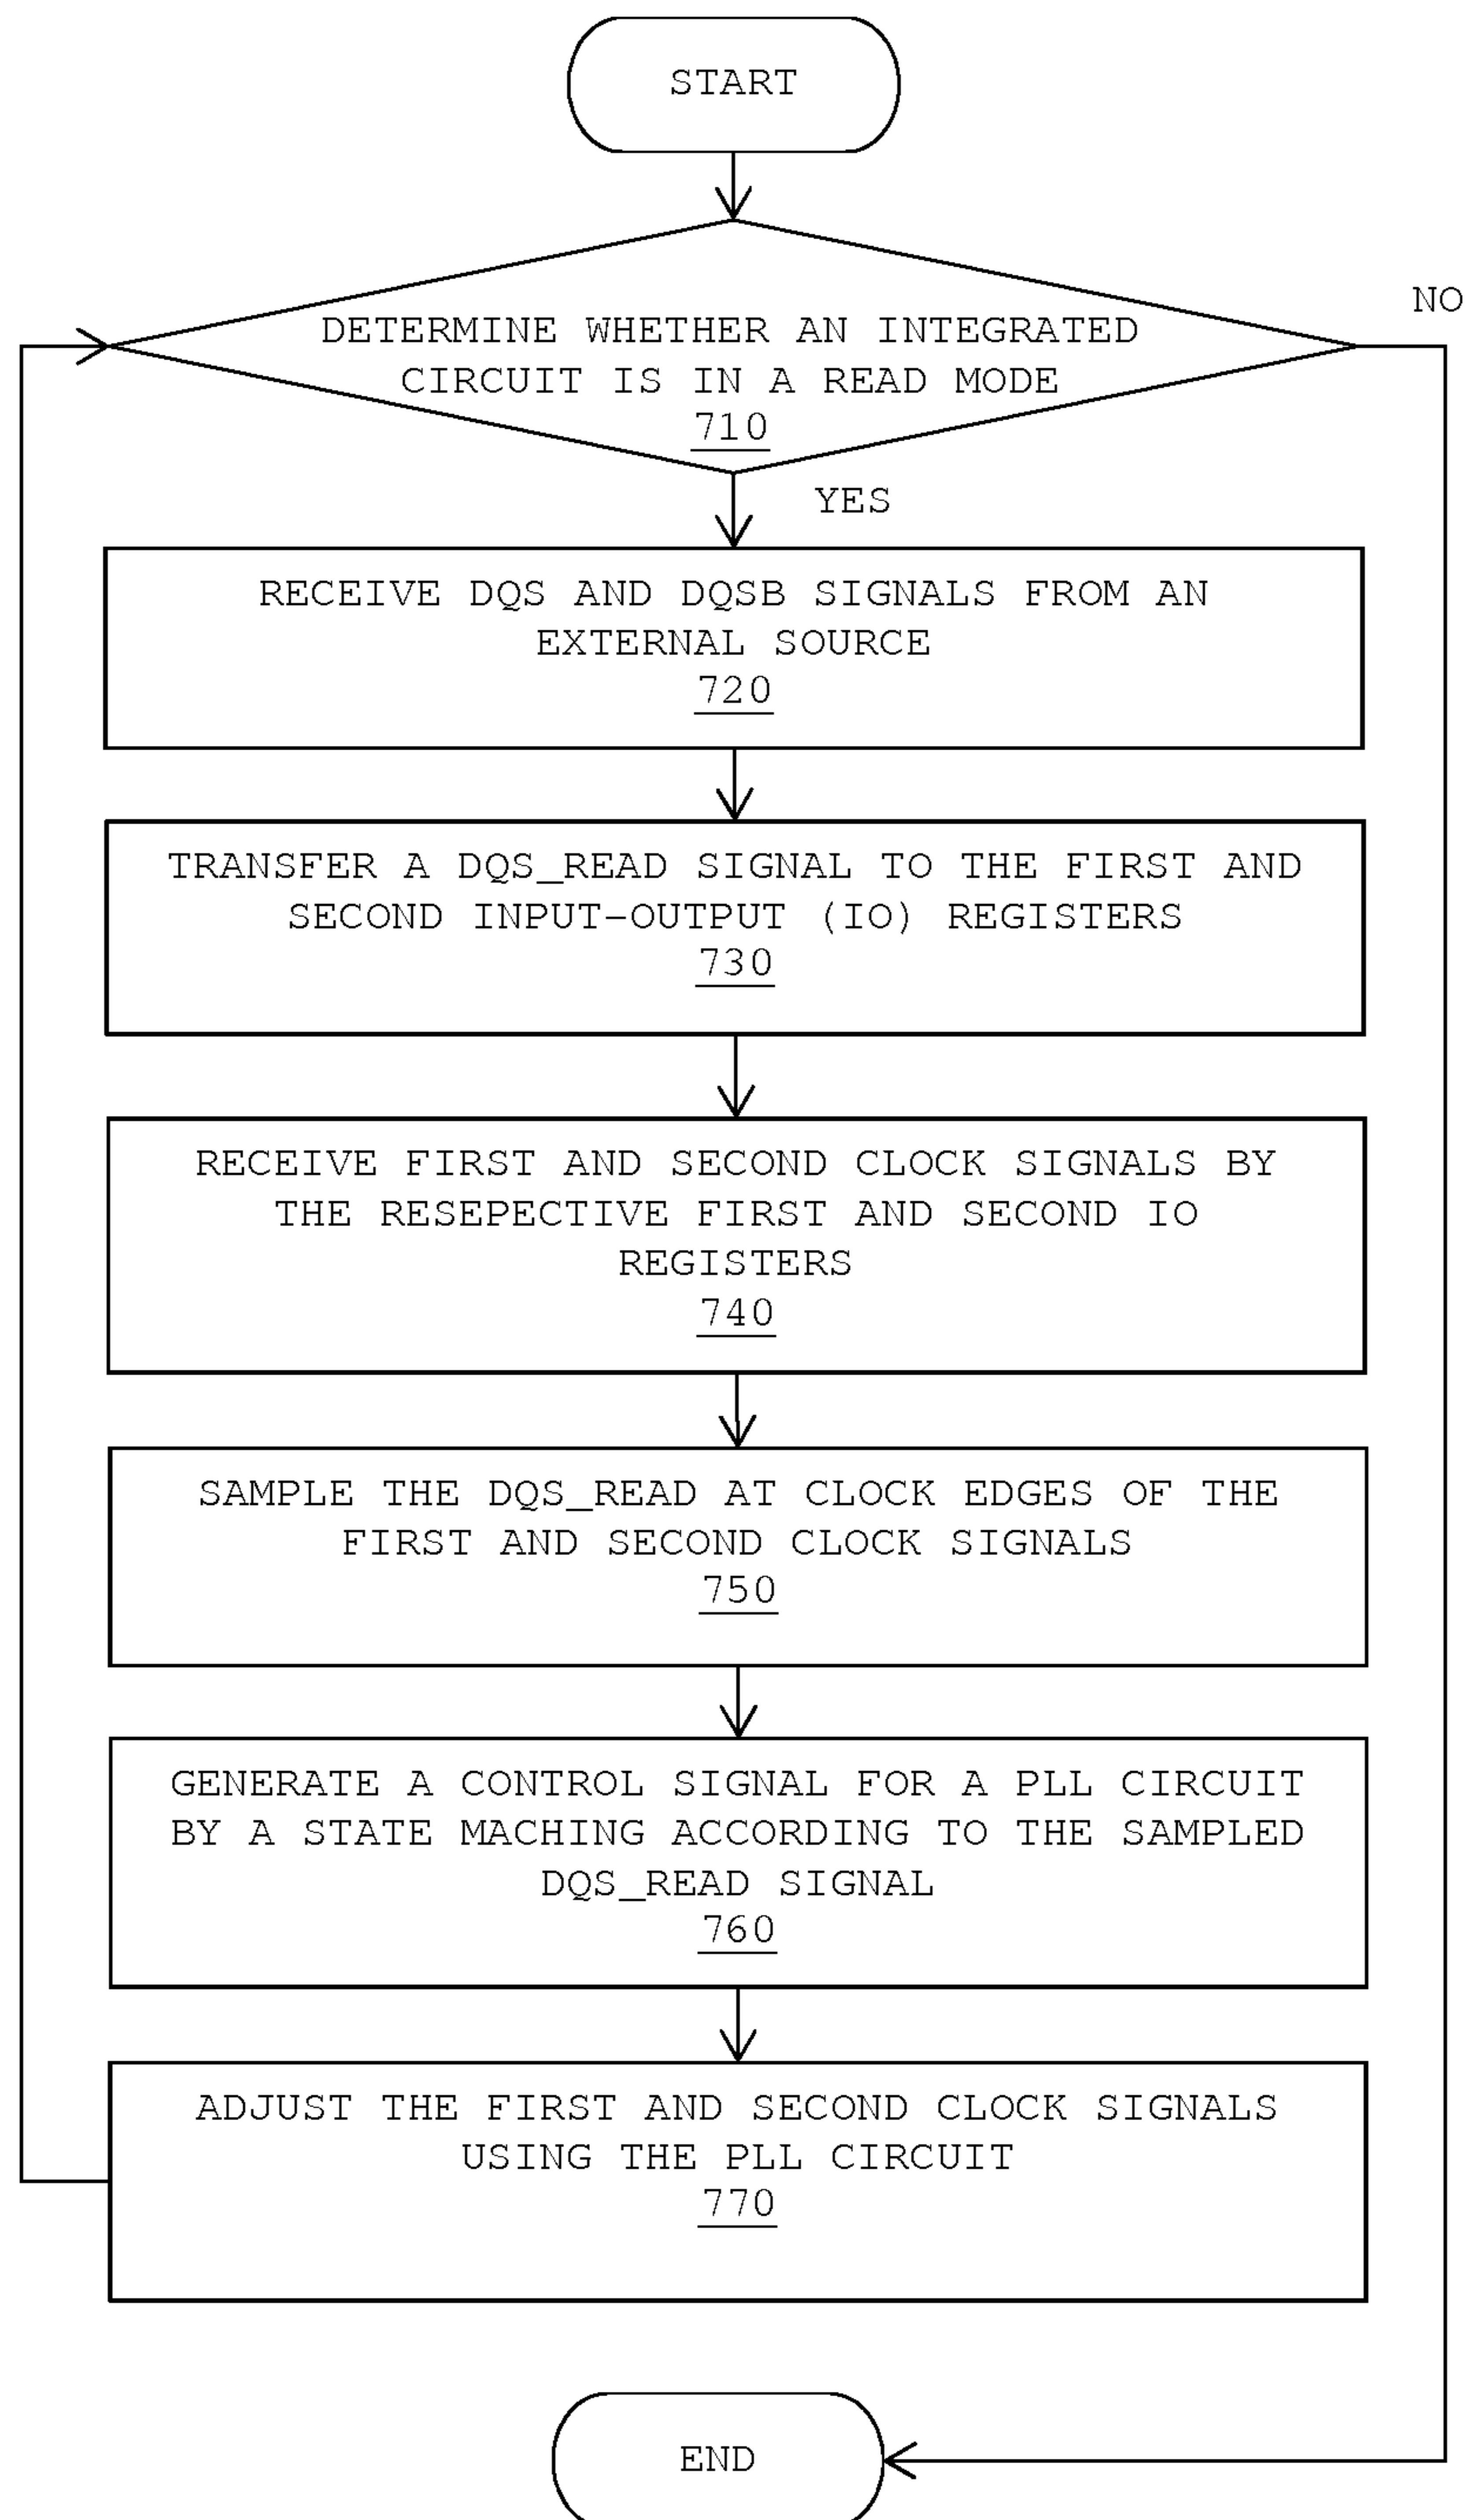 START
NO
DETERMINE WHETHER AN INTEGRATED
CIRCUIT IS IN A READ MODE
710
YES
RECEIVE DQS AND DQSB SIGNALS FROM AN
EXTERNAL SOURCE
720
TRANSFER A DQS_READ SIGNAL TO THE FIRST AND
SECOND INPUT-OUTPUT (IO) REGISTERS
730
RECEIVE FIRST AND SECOND CLOCK SIGNALS BY
THE RESEPECTIVE FIRST AND SECOND IO
REGISTERS
740
SAMPLE THE DQS_READ AT CLOCK EDGES OF THE
FIRST AND SECOND CLOCK SIGNALS
750
GENERATE A CONTROL SIGNAL FOR A PLL CIRCUIT
BY A STATE MACHING ACCORDING TO THE SAMPLED
DQS_READ SIGNAL
760
ADJUST THE FIRST AND SECOND CLOCK SIGNALS
USING THE PLL CIRCUIT
770
END